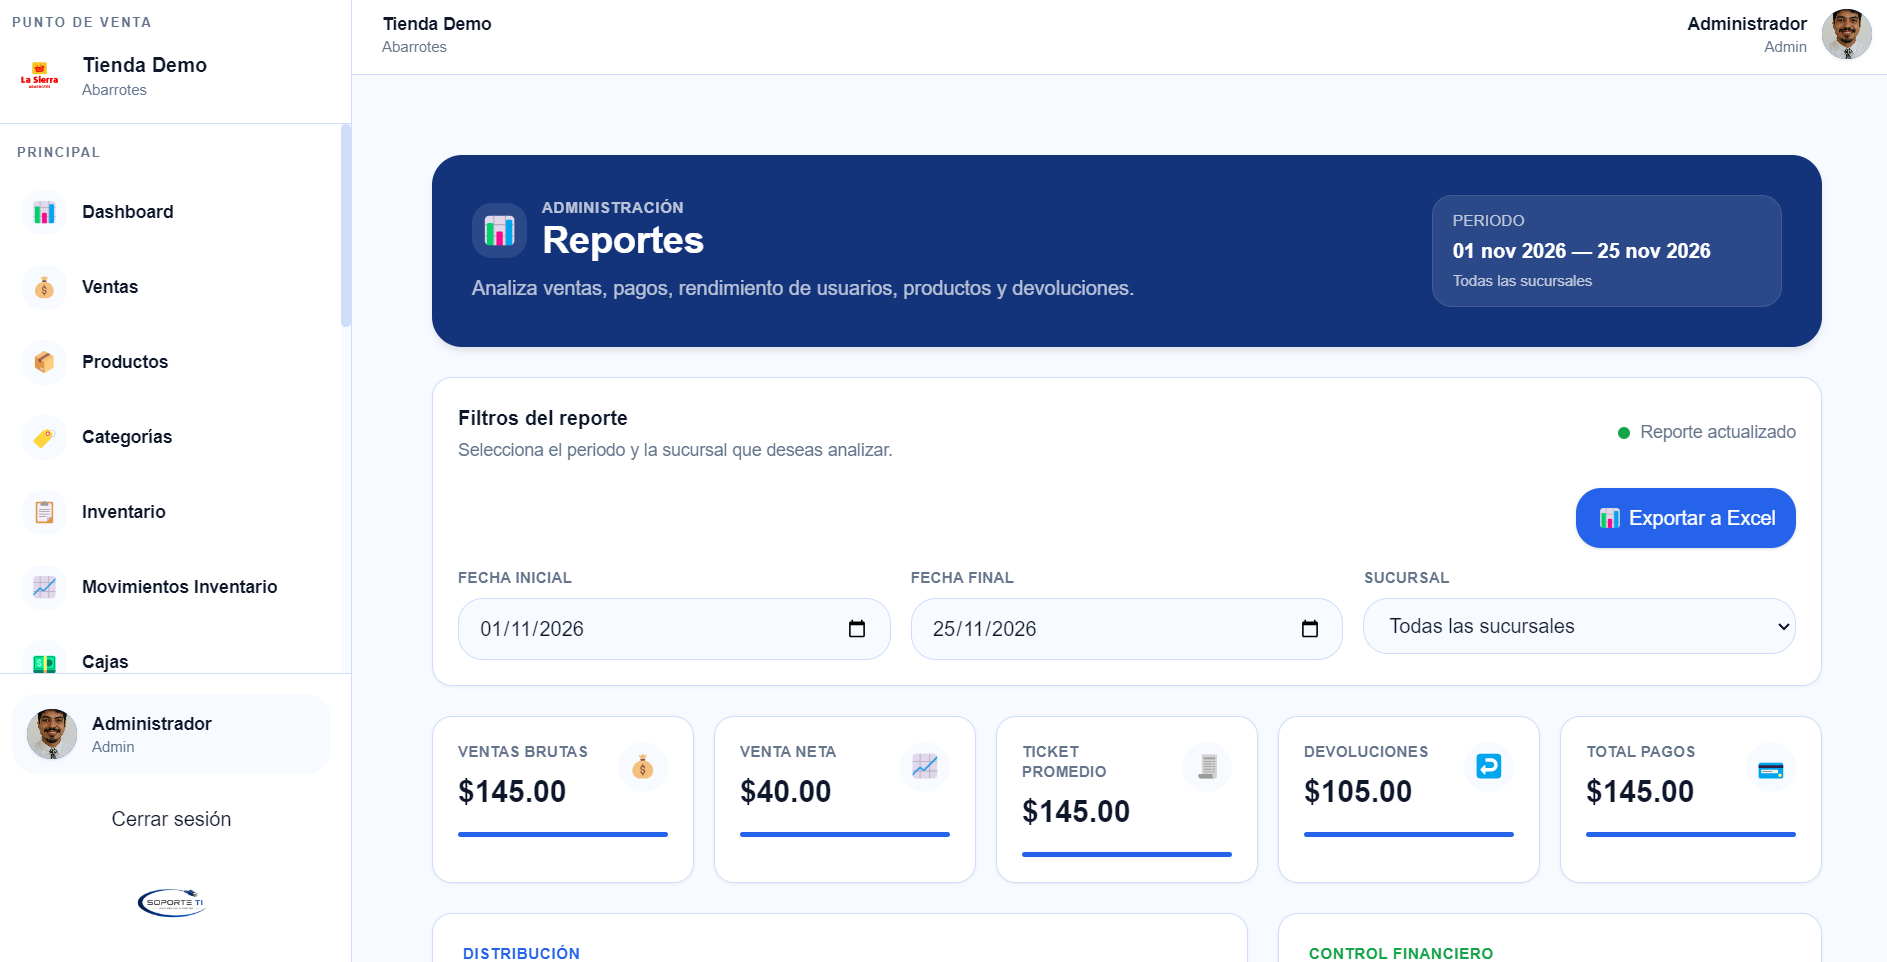 PUNTO DE VENTA
La Sierra
ABARROTES
Tienda Demo
Abarrotes
PRINCIPAL
Dashboard
Ventas
Productos
Categorías
Inventario
Movimientos Inventario
Cajas
Administrador
Admin
Cerrar sesión
SOPORTE TI
Tienda Demo
Abarrotes
Administrador
Admin
ADMINISTRACIÓN
Reportes
Analiza ventas, pagos, rendimiento de usuarios, productos y devoluciones.
PERIODO
01 nov 2026 — 25 nov 2026
Todas las sucursales
Filtros del reporte
Selecciona el periodo y la sucursal que deseas analizar.
Reporte actualizado
Exportar a Excel
FECHA INICIAL
01/11/2026
FECHA FINAL
25/11/2026
SUCURSAL
Todas las sucursales
VENTAS BRUTAS
$145.00
VENTA NETA
$40.00
TICKET
PROMEDIO
$145.00
DEVOLUCIONES
$105.00
TOTAL PAGOS
$145.00
DISTRIBUCIÓN
CONTROL FINANCIERO